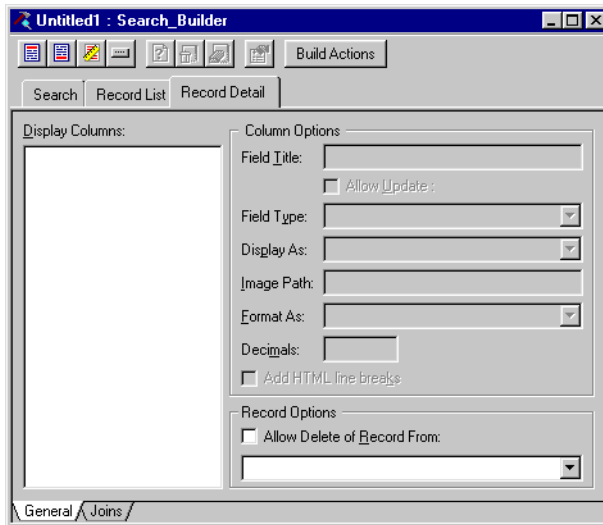 Untitled1 : Search_Builder
Build Actions
Search Record List Record Detail
Display Columns:
Column Options
Field Title:
Allow Update :
Field Type:
Display As:
Image Path:
Format As:
Decimals:
Add HTML line breaks
Record Options
Allow Delete of Record From:
General Joins